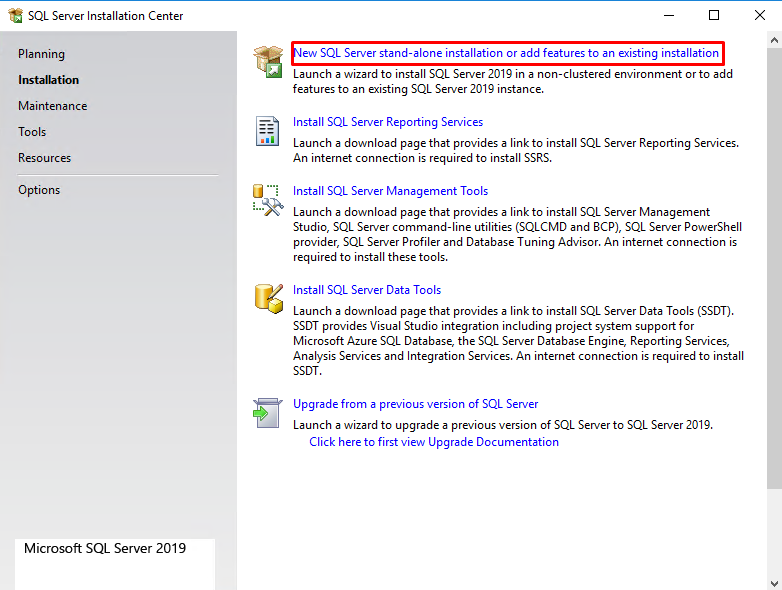 SQL Server Installation Center
Planning
Installation
Maintenance
Tools
Resources
Options
Microsoft SQL Server 2019
New SQL Server stand-alone installation or add features to an existing installation
Launch a wizard to install SQL Server 2019 in a non-clustered environment or to add
features to an existing SQL Server 2019 instance.
Install SQL Server Reporting Services
Launch a download page that provides a link to install SQL Server Reporting Services.
An internet connection is required to install SSRS.
Install SQL Server Management Tools
Launch a download page that provides a link to install SQL Server Management
Studio, SQL Server command-line utilities (SQLCMD and BCP), SQL Server PowerShell
provider, SQL Server Profiler and Database Tuning Advisor. An internet connection is
required to install these tools.
Install SQL Server Data Tools
Launch a download page that provides a link to install SQL Server Data Tools (SSDT).
SSDT provides Visual Studio integration including project system support for
Microsoft Azure SQL Database, the SQL Server Database Engine, Reporting Services,
Analysis Services and Integration Services. An internet connection is required to install
SSDT.
Upgrade from a previous version of SQL Server
Launch a wizard to upgrade a previous version of SQL Server to SQL Server 2019.
Click here to first view Upgrade Documentation